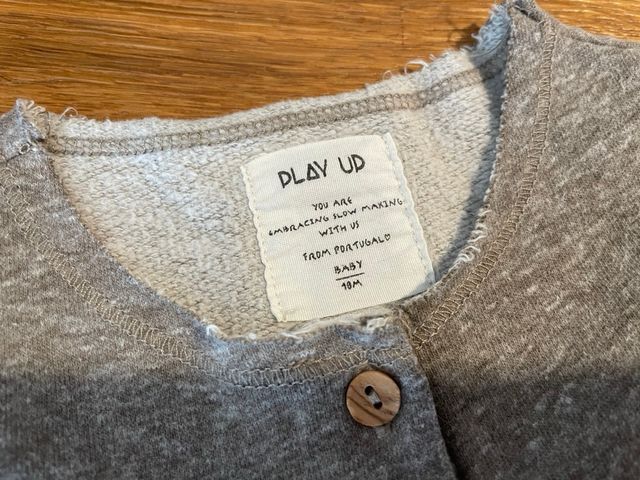 PLAY UP
YOU ARE
EMBRACING SLOW MAKING
WITH US
FROM PORTUGAL♡
BABY
18M